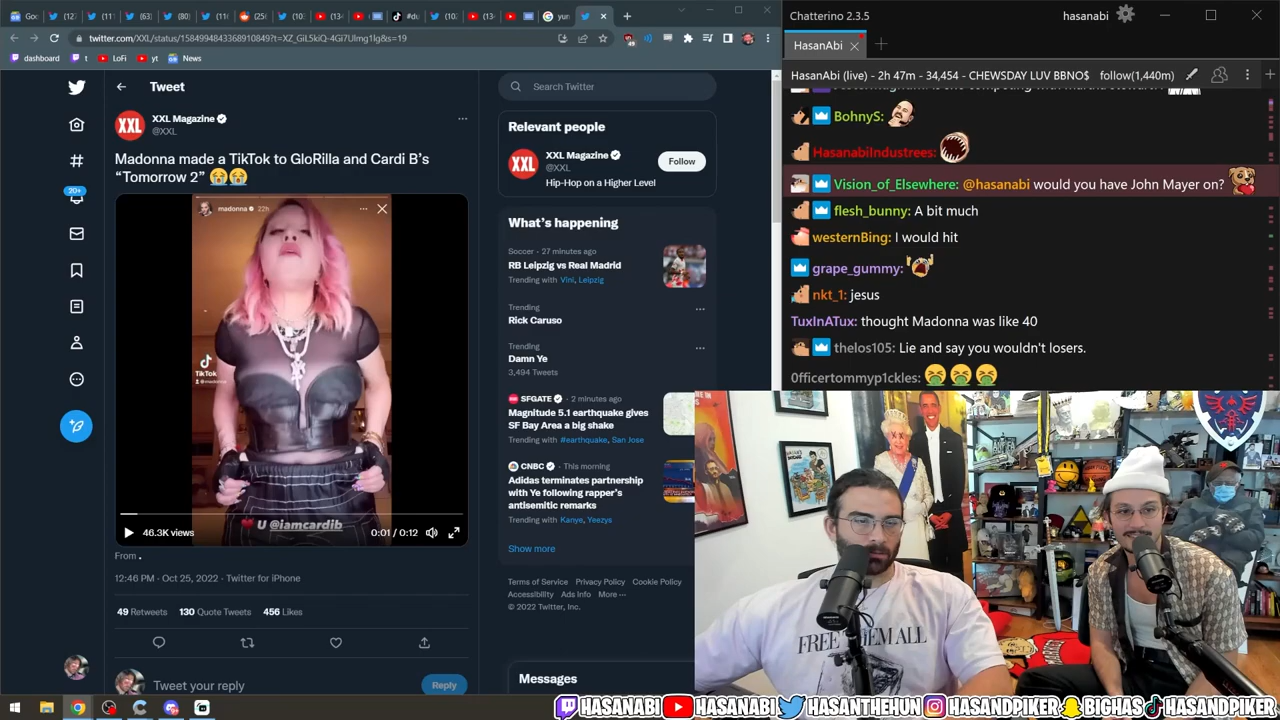 twitter.com/XXL/status/1584994843368910849?t=XZ_GiL5kiQ-4Gi7Ulmg1lg&s=19
dashboard
t
LoFi
yt
News
Tweet
XXL Magazine
@XXL
Madonna made a TikTok to GloRilla and Cardi B's
“Tomorrow 2” 😭😭
madonna 22h
TikTok
U @iamcardib
46.3K views
0:01 / 0:12
From .
12:46 PM · Oct 25, 2022 · Twitter for iPhone
49 Retweets 130 Quote Tweets 456 Likes
Tweet your reply
Reply
20+
Search Twitter
Relevant people
XXL Magazine
@XXL
Follow
Hip-Hop on a Higher Level
What's happening
Soccer · 27 minutes ago
RB Leipzig vs Real Madrid
Trending with Vini, Leipzig
Trending
Rick Caruso
Trending
Damn Ye
3,494 Tweets
SFGATE · 2 minutes ago
Magnitude 5.1 earthquake gives
SF Bay Area a big shake
Trending with #earthquake, San Jose
CNBC · This morning
Adidas terminates partnership
with Ye following rapper's
antisemitic remarks
Trending with Kanye, Yeezys
Show more
Terms of Service Privacy Policy Cookie Policy
Accessibility Ads Info More ···
© 2022 Twitter, Inc.
Messages
Chatterino 2.3.5
hasanabi
HasanAbi
HasanAbi (live) - 2h 47m - 34,454 - CHEWSDAY LUV BBNO$ follow(1,440m)
BohnyS:
HasanabiIndustrees:
Vision_of_Elsewhere: @hasanabi would you have John Mayer on?
flesh_bunny: A bit much
westernBing: I would hit
grape_gummy:
nkt_1: jesus
TuxInATux: thought Madonna was like 40
thelos105: Lie and say you wouldn't losers.
0fficertommyp1ckles: 🤮🤮🤮
FREE THEM ALL
HASANABI HASANABI HASANTHEHUN HASANDPIKER BIGHAS HASANDPIKER